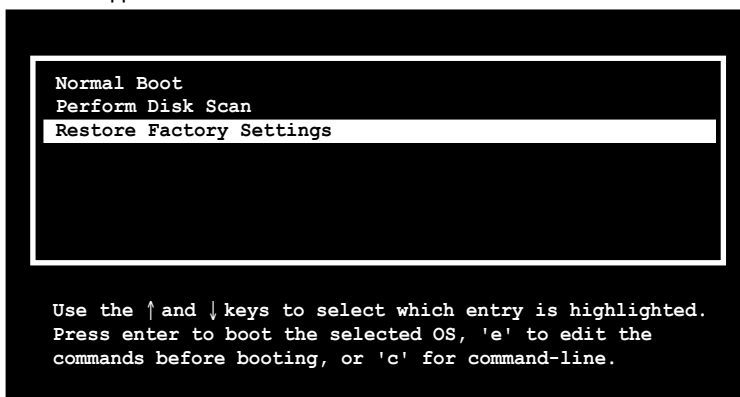 Normal Boot
Perform Disk Scan
Restore Factory Settings
Use the ↑ and ↓ keys to select which entry is highlighted.
Press enter to boot the selected OS, 'e' to edit the
commands before booting, or 'c' for command-line.